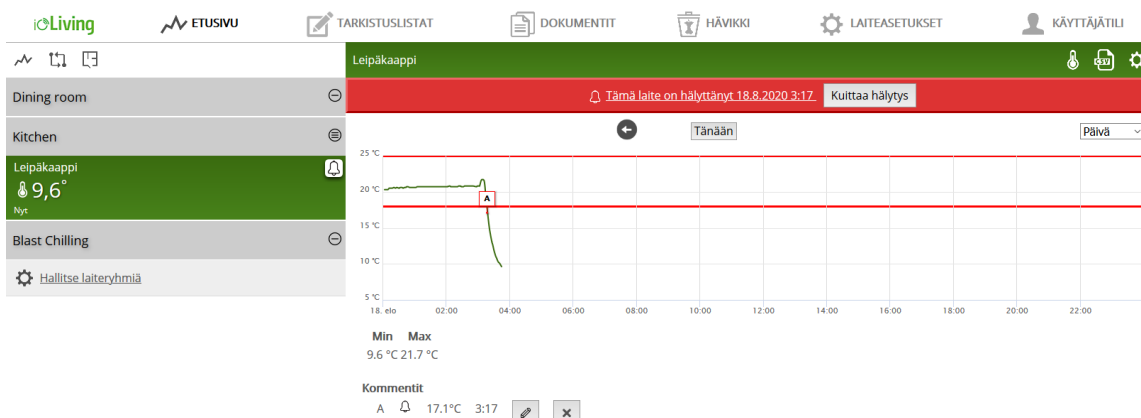 icLiving ETUSIVU TARKISTUSLISTAT DOKUMENTIT HÄVIKKI LAITEASETUKSET KÄYTTÄJÄTILI
Leipäkaappi CSV
Dining room
Tämä laite on hälyttänyt 18.8.2020 3:17 Kuittaa hälytys
Kitchen
Tänään Päivä
Leipäkaappi
9,6°
Nyt
Blast Chilling
Hallitse laiteryhmiä
25 °C
20 °C
A
15 °C
10 °C
5 °C
18. elo 02:00 04:00 06:00 08:00 10:00 12:00 14:00 16:00 18:00 20:00 22:00
Min Max
9.6 °C 21.7 °C
Kommentit
A 17.1°C 3:17